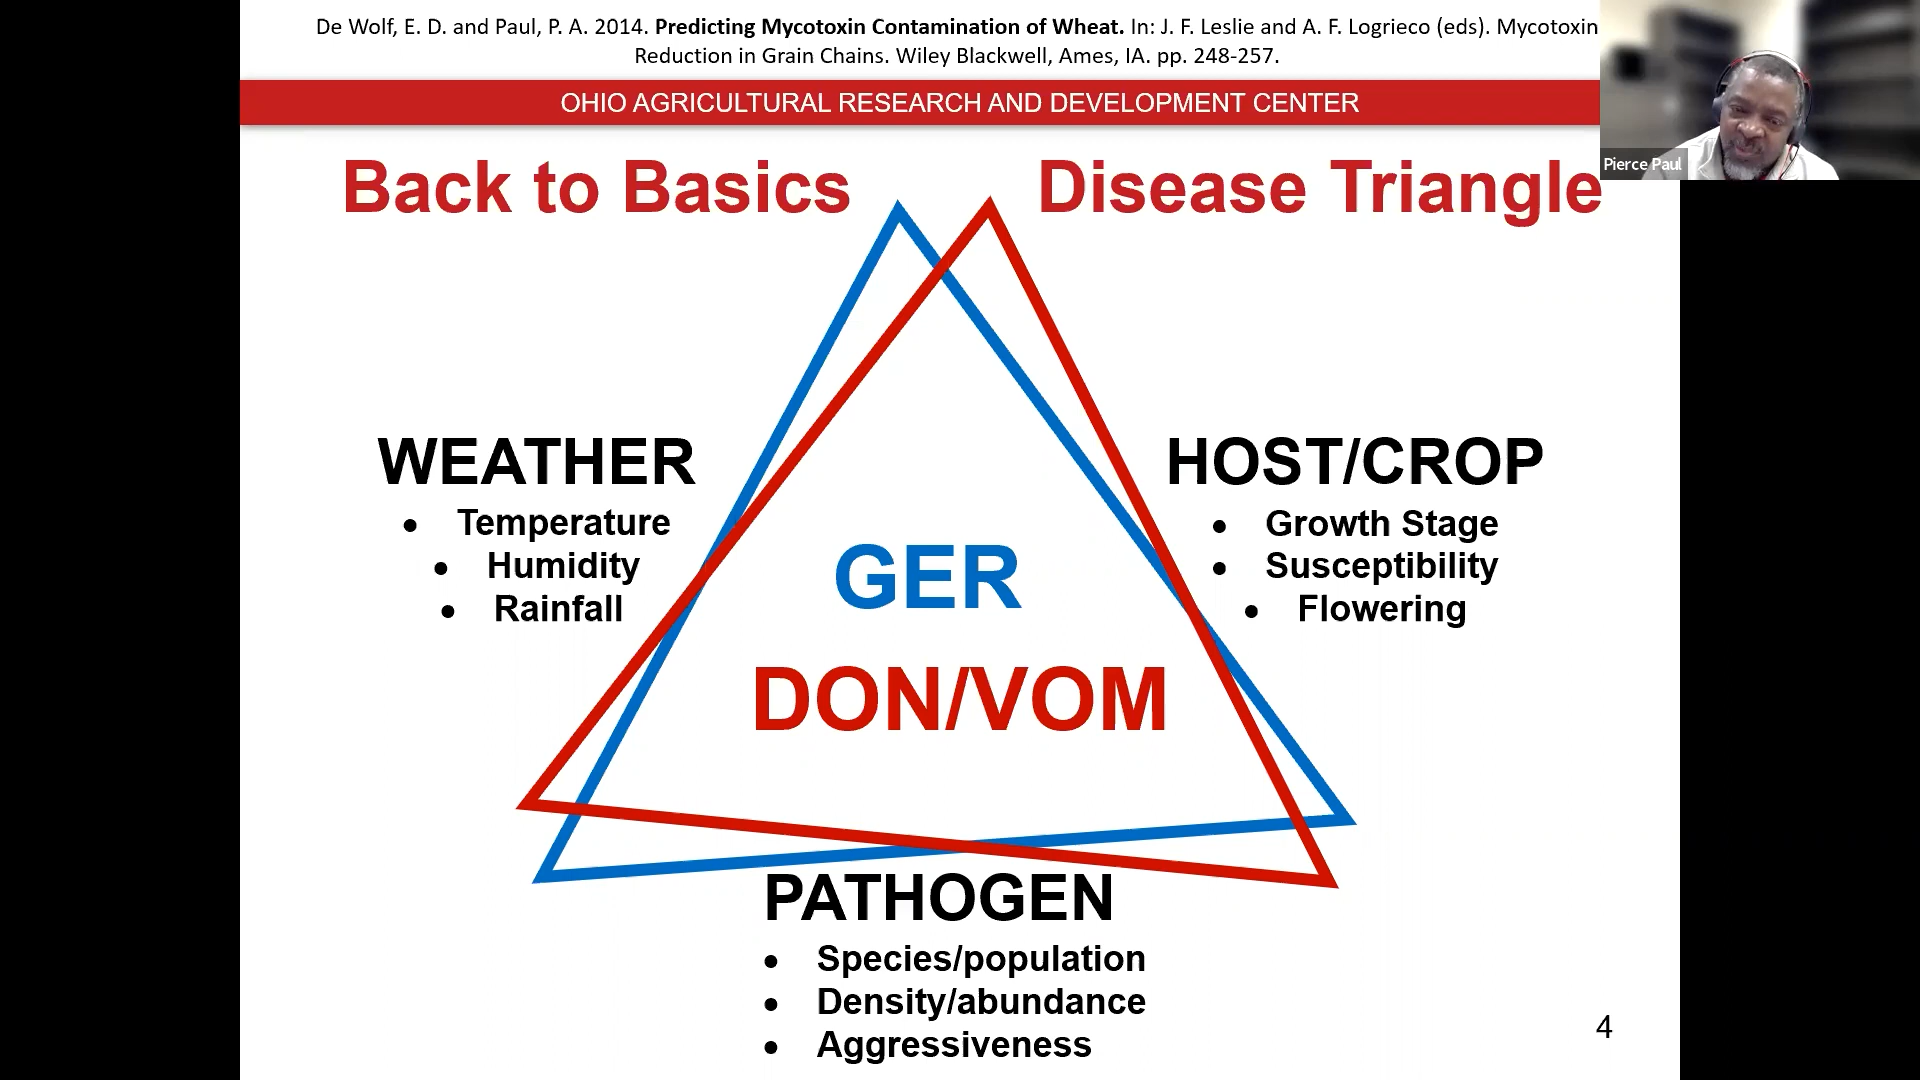 De Wolf, E. D. and Paul, P. A. 2014. Predicting Mycotoxin Contamination of Wheat. In: J. F. Leslie and A. F. Logrieco (eds). Mycotoxin
Reduction in Grain Chains. Wiley Blackwell, Ames, IA. pp. 248-257.
OHIO AGRICULTURAL RESEARCH AND DEVELOPMENT CENTER
Pierce Paul
Back to Basics
Disease Triangle
WEATHER
• Temperature
• Humidity
• Rainfall
HOST/CROP
• Growth Stage
• Susceptibility
• Flowering
GER
DON/VOM
PATHOGEN
• Species/population
• Density/abundance
• Aggressiveness
4